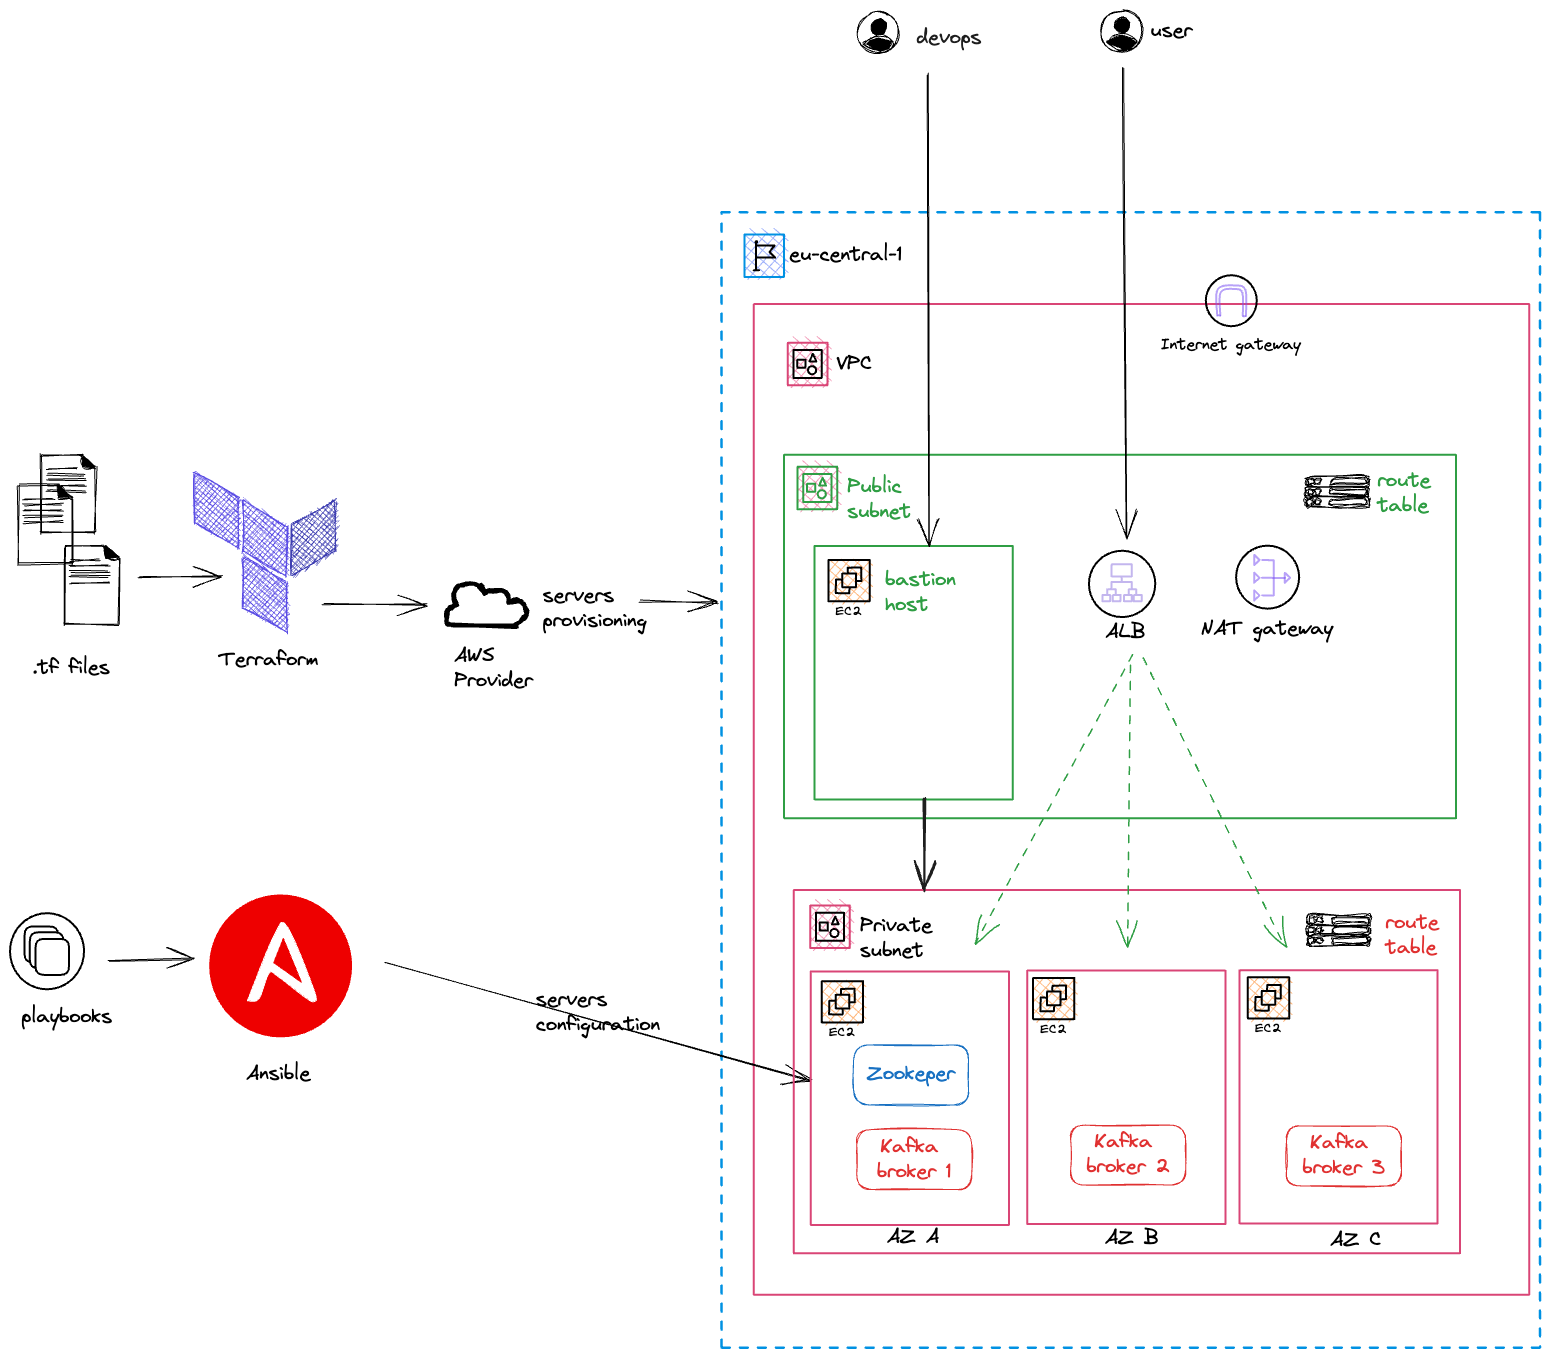 devops
user
eu-central-1
Internet gateway
VPC
Public
subnet
route
table
bastion
host
EC2
ALB
NAT gateway
.tf files
Terraform
AWS
Provider
servers
provisioning
Private
subnet
route
table
playbooks
Ansible
servers
configuration
EC2
EC2
EC2
Zookeper
Kafka
broker 1
Kafka
broker 2
Kafka
broker 3
AZ A
AZ B
AZ C